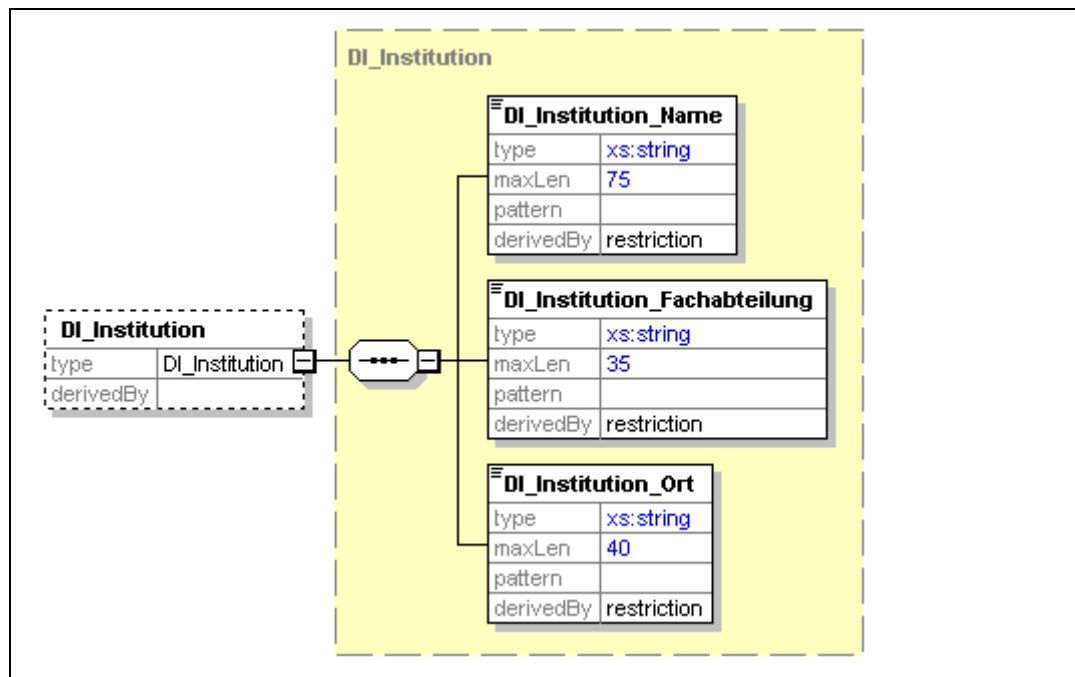 DI_Institution
DI_Institution_Name
type xs:string
maxLen 75
pattern
derivedBy restriction
DI_Institution_Fachabteilung
type xs:string
maxLen 35
pattern
derivedBy restriction
DI_Institution
type DI_Institution
derivedBy
DI_Institution_Ort
type xs:string
maxLen 40
pattern
derivedBy restriction